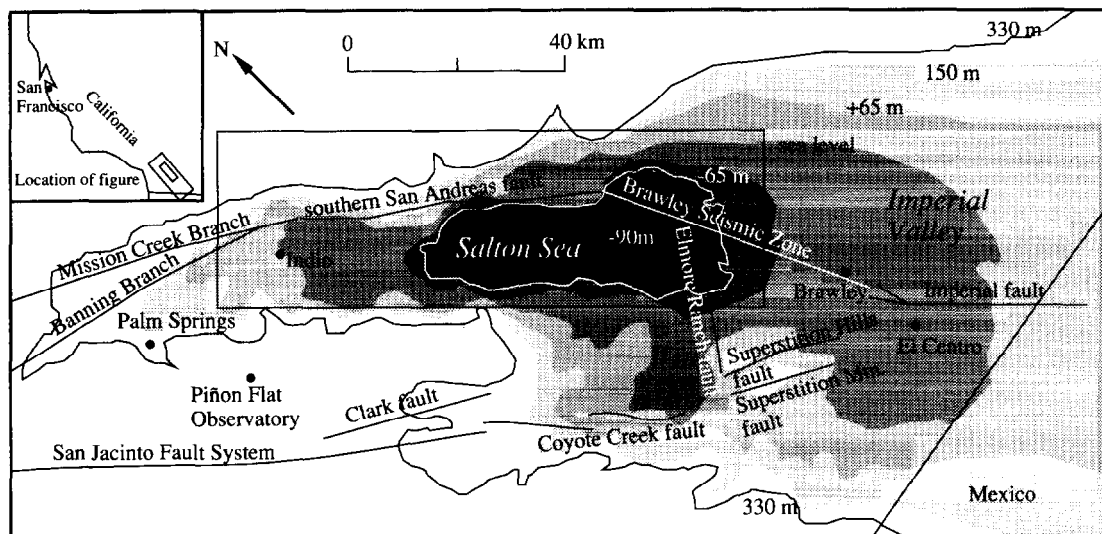 330 m
0
40 km
N
150 m
+65 m
San
Francisco
California
Location of figure
sea level
-65 m
southern San Andreas fault
Brawley Seismic Zone
Imperial
Valley
Mission Creek Branch
Salton Sea
-90m
Elmore Ranch fault
Indio
Banning Branch
Brawley
Imperial fault
Palm Springs
El Centro
Superstition Hills
fault
Piñon Flat
Observatory
Clark fault
Superstition Mtn.
fault
Coyote Creek fault
San Jacinto Fault System
Mexico
330 m